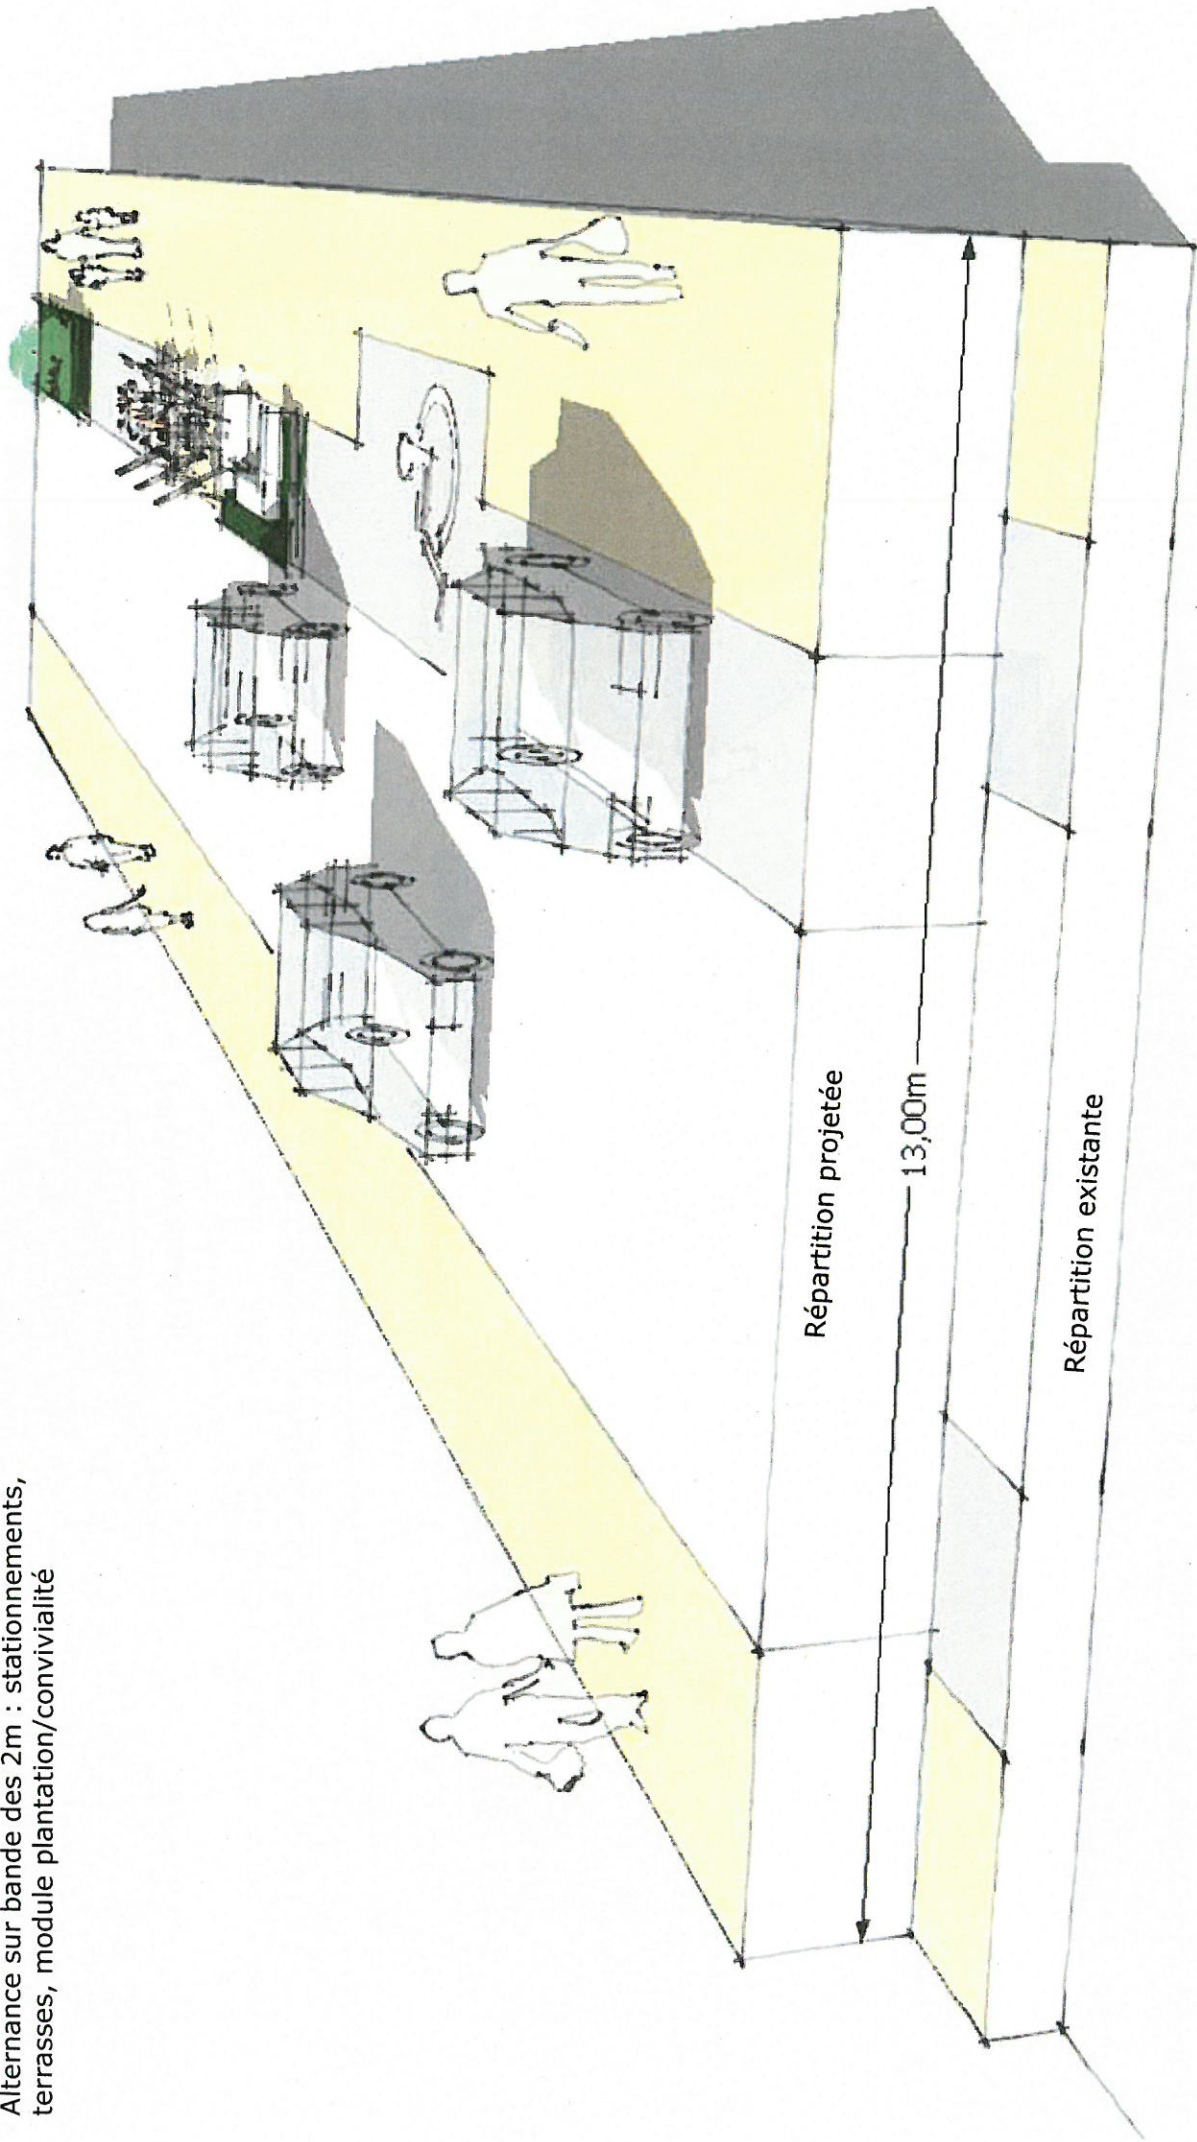 Alternance sur bande des 2m : stationnements,
terrasses, module plantation/convivialité
Répartition projetée
13,00m
Répartition existante